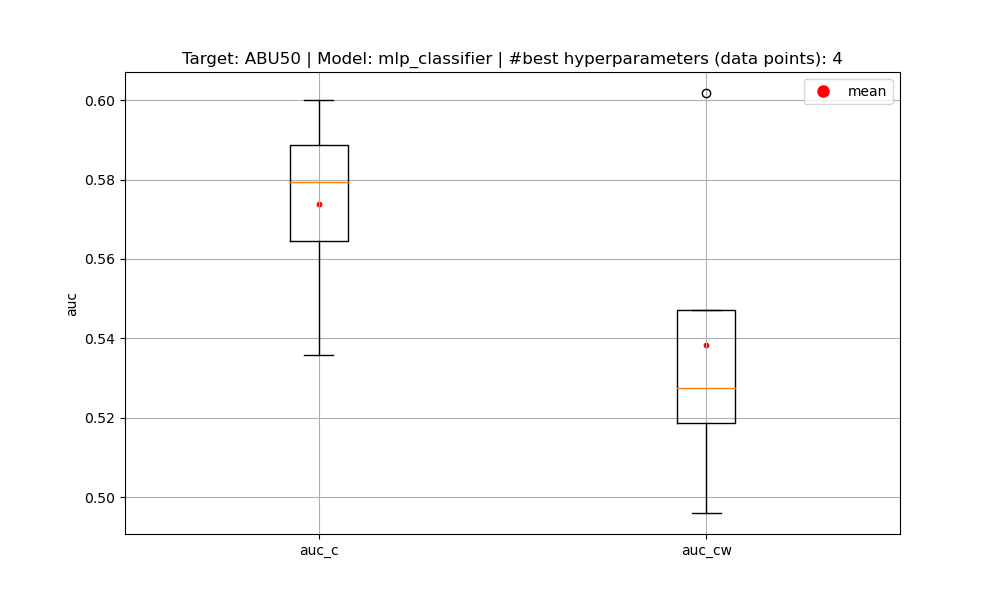 Target: ABU50 | Model: mlp_classifier | #best hyperparameters (data points): 4
mean
0.60
0.58
0.56
0.54
0.52
0.50
auc
auc_c
auc_cw